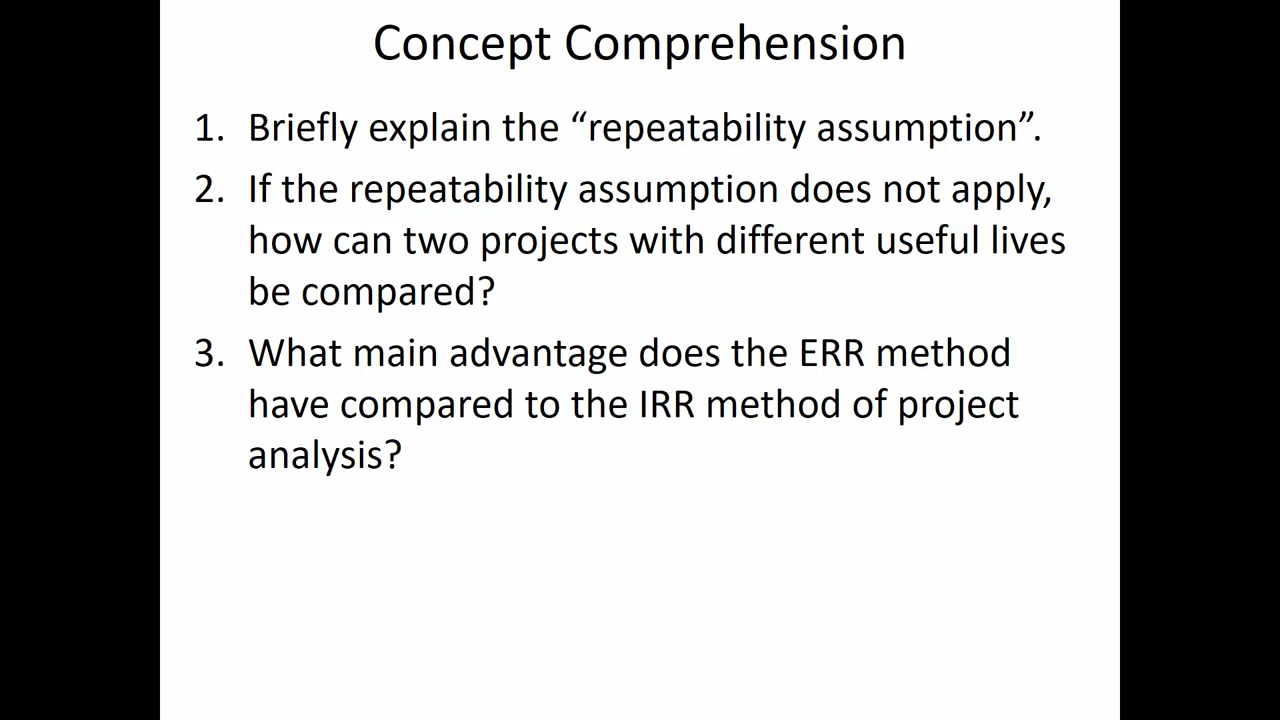 Concept Comprehension
1. Briefly explain the “repeatability assumption”.
2. If the repeatability assumption does not apply,
how can two projects with different useful lives
be compared?
3. What main advantage does the ERR method
have compared to the IRR method of project
analysis?